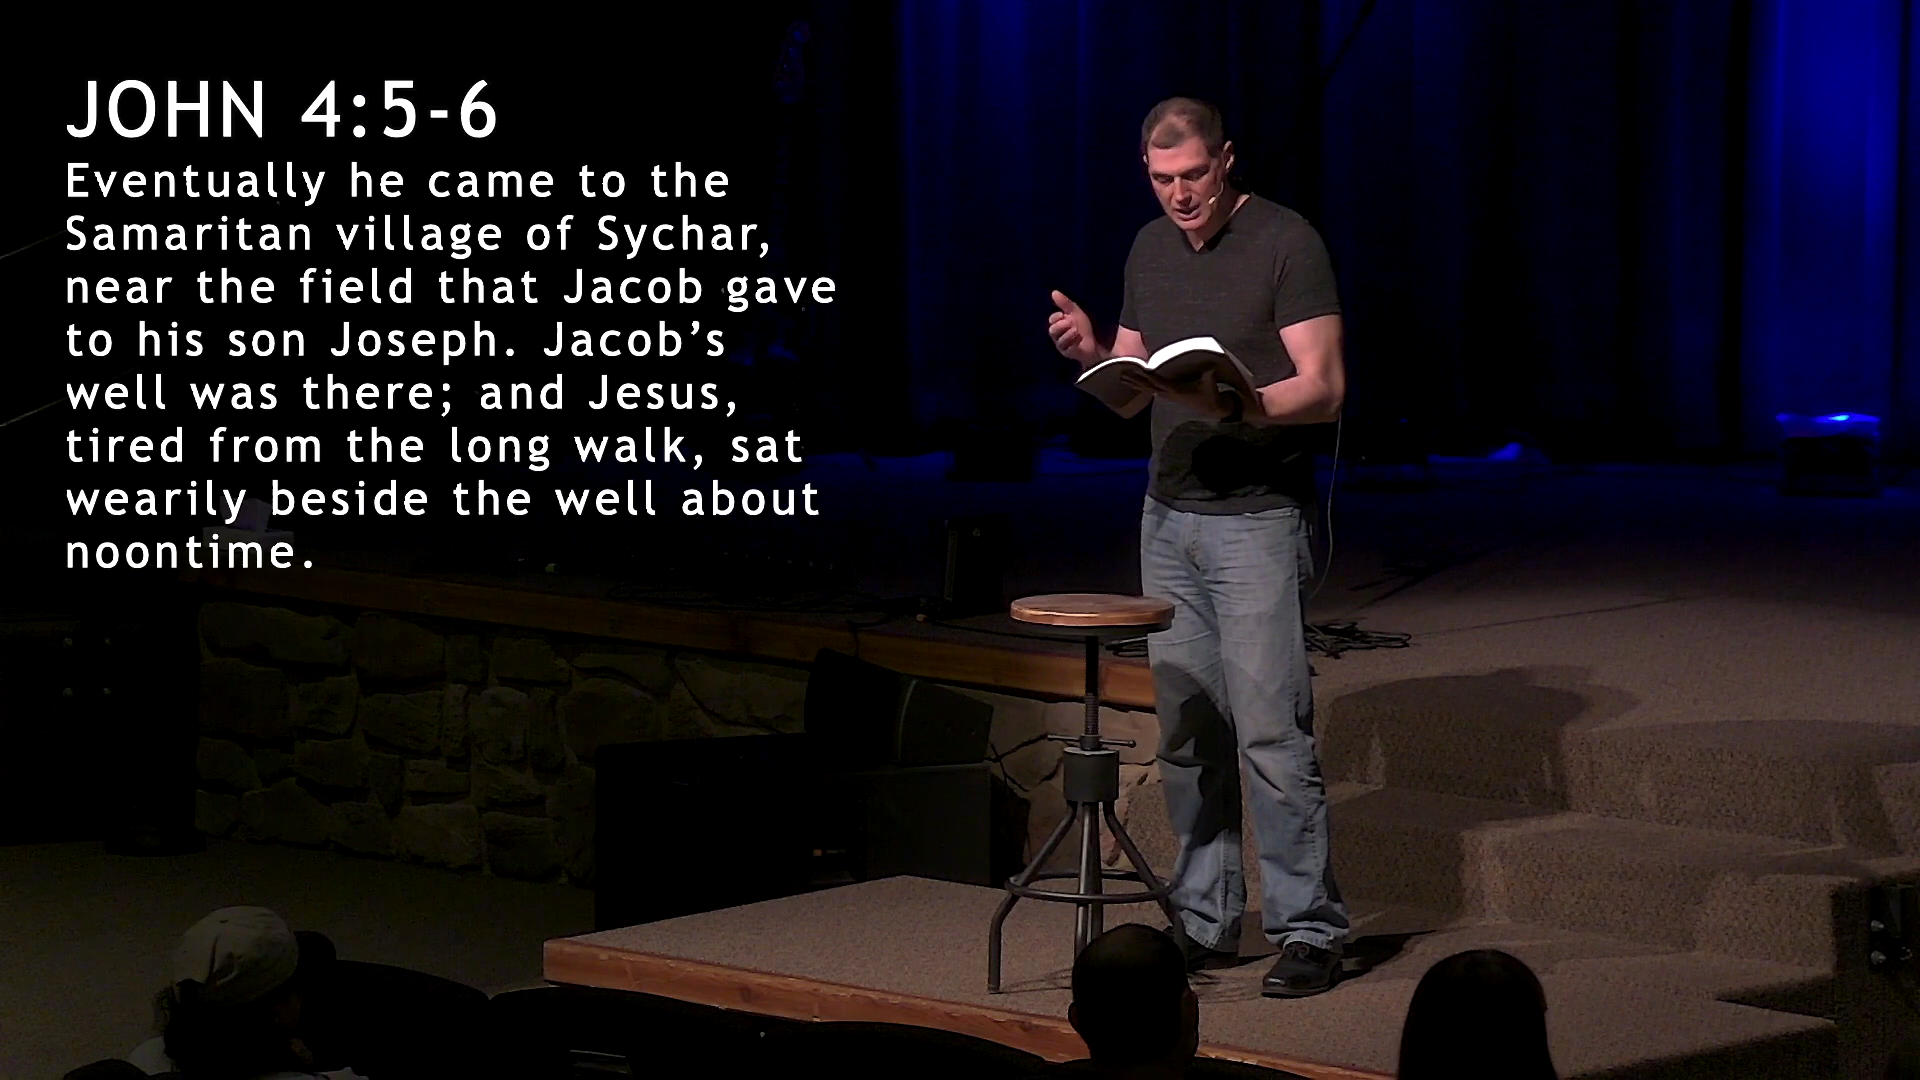 JOHN 4:5-6
Eventually he came to the
Samaritan village of Sychar,
near the field that Jacob gave
to his son Joseph. Jacob’s
well was there; and Jesus,
tired from the long walk, sat
wearily beside the well about
noontime.